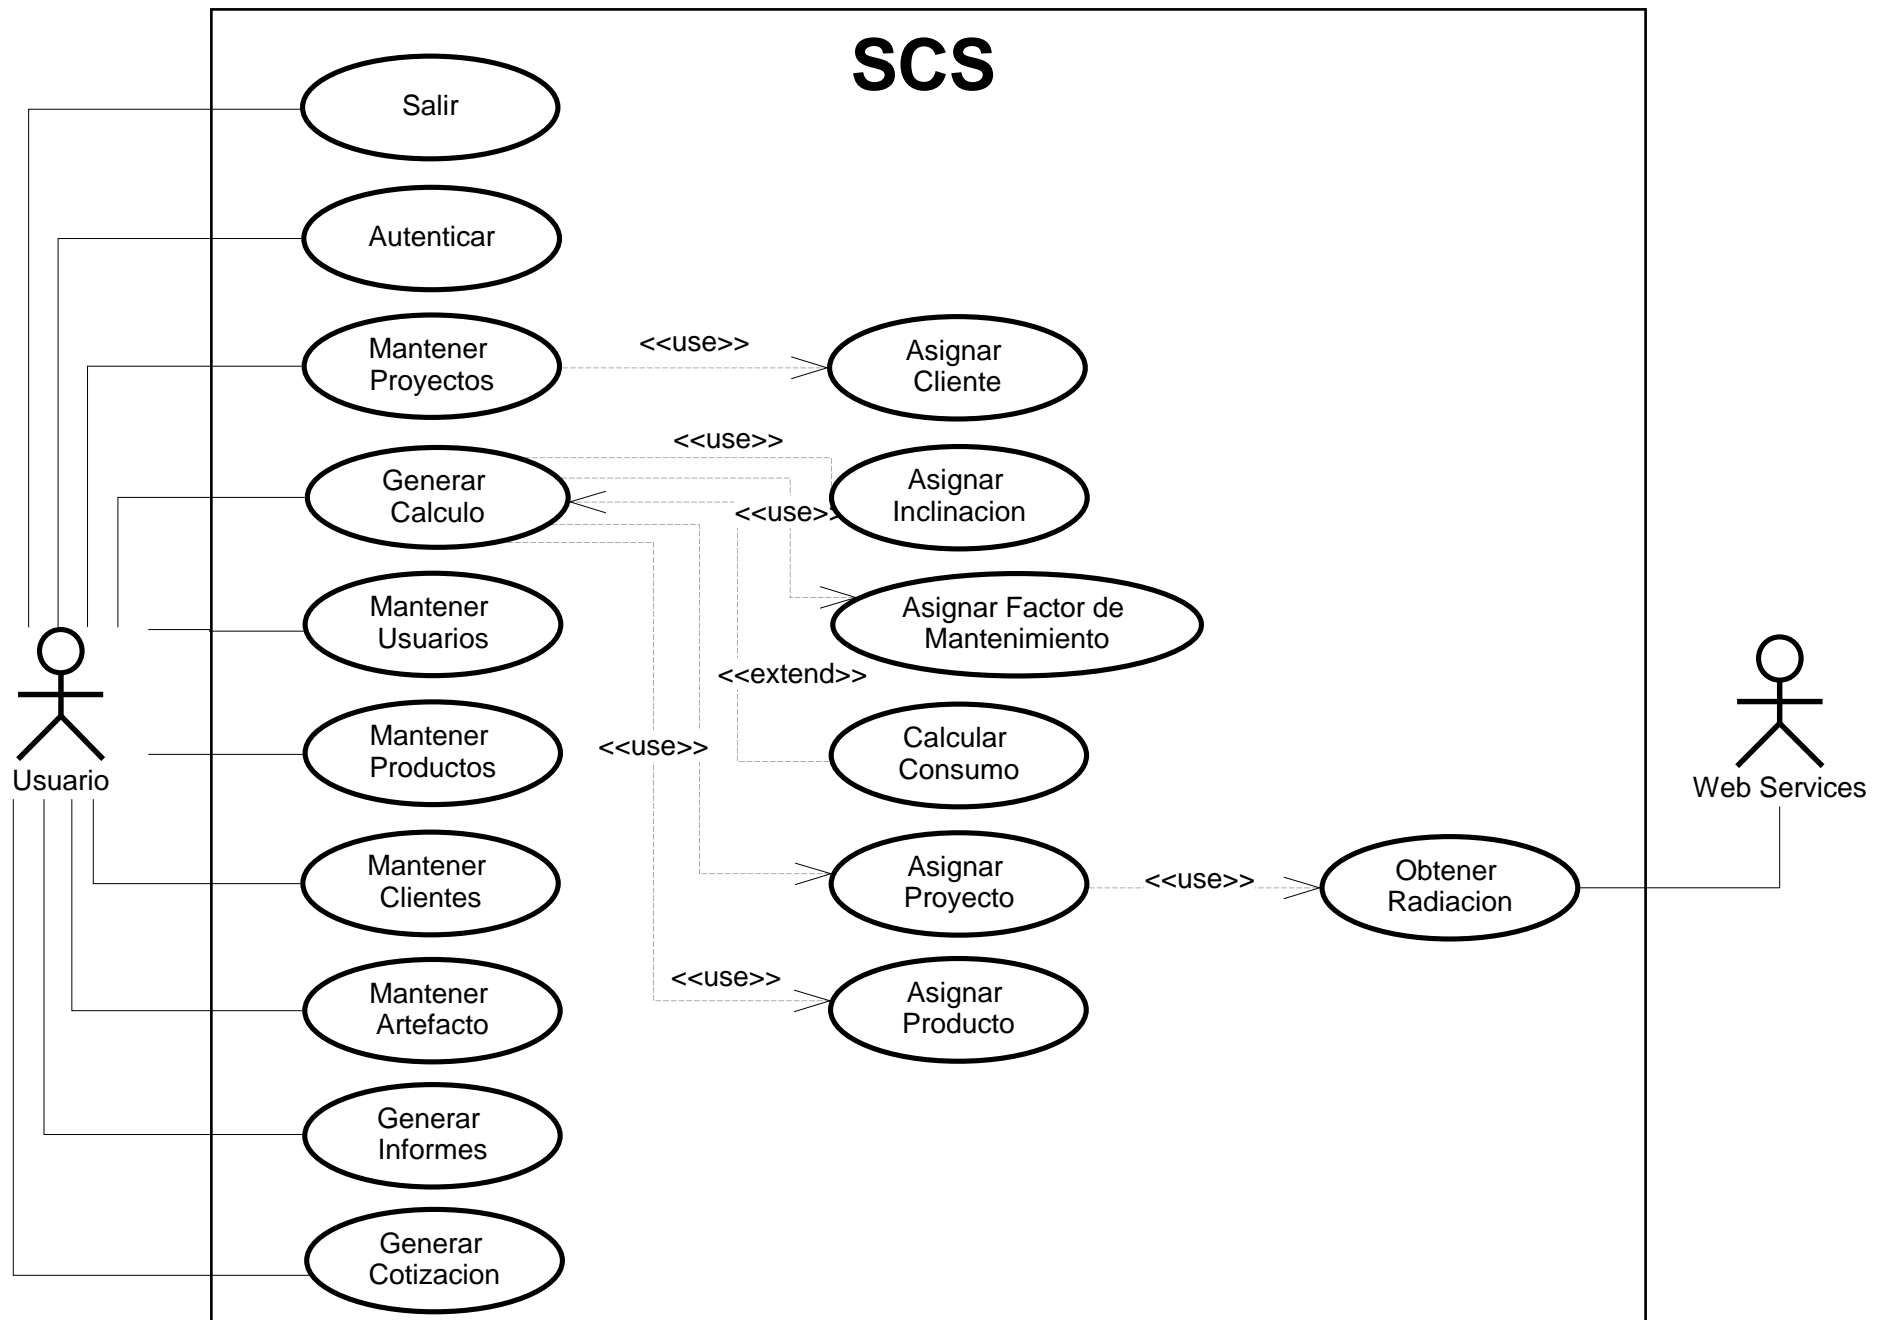 SCS
Salir
Autenticar
Mantener
Proyectos
<<use>>
Asignar
Cliente
<<use>>
Generar
Calculo
Asignar
Inclinacion
<<use>>
Mantener
Usuarios
Asignar Factor de
Mantenimiento
<<extend>>
Mantener
Productos
<<use>>
Calcular
Consumo
Usuario
Web Services
Mantener
Clientes
Asignar
Proyecto
<<use>>
Obtener
Radiacion
Mantener
Artefacto
<<use>>
Asignar
Producto
Generar
Informes
Generar
Cotizacion